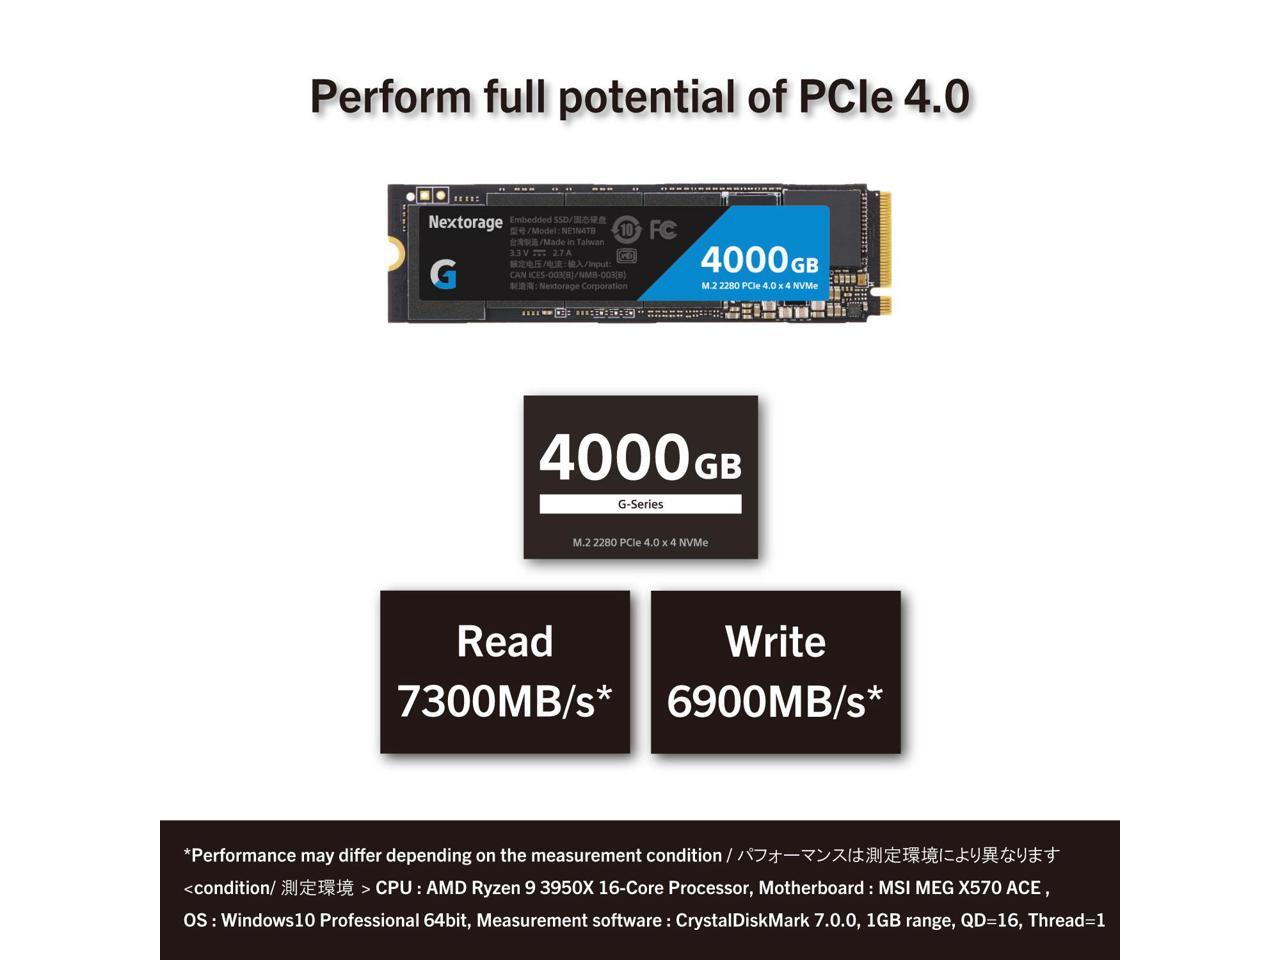 Perform full potential of PCIe 4.0
Nextorage
G
Embedded SSD/固态硬盘
型号/Model: NE1N4TB
台湾制造/Made in Taiwan
3.3 V 2.7 A
额定电压/电流:输入/Input:
CAN ICES-003(B)/NMB-003(B)
制造商: Nextorage Corporation
10
FC
4000GB
M.2 2280 PCIe 4.0 x 4 NVMe
4000GB
G-Series
M.2 2280 PCIe 4.0 x 4 NVMe
Read
7300MB/s*
Write
6900MB/s*
*Performance may differ depending on the measurement condition / パフォーマンスは測定環境により異なります
<condition/ 測定環境 > CPU : AMD Ryzen 9 3950X 16-Core Processor, Motherboard : MSI MEG X570 ACE ,
OS : Windows10 Professional 64bit, Measurement software : CrystalDiskMark 7.0.0, 1GB range, QD=16, Thread=1